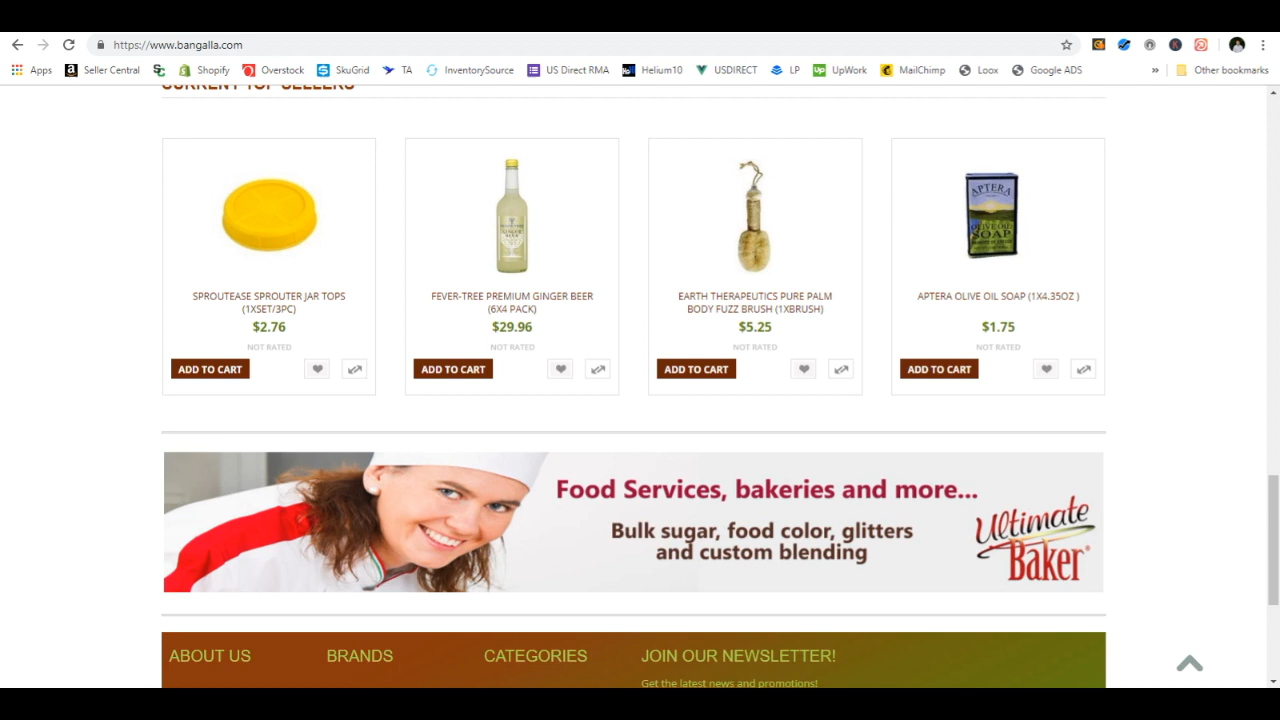 https://www.bangalla.com
Apps Seller Central Shopify Overstock SkuGrid TA InventorySource US Direct RMA Helium10 USDIRECT LP UpWork MailChimp Loox Google ADS » Other bookmarks
CURRENT TOP SELLERS
SPROUTEASE SPROUTER JAR TOPS
(1XSET/3PC)
$2.76
NOT RATED
ADD TO CART
FEVER-TREE PREMIUM GINGER BEER
(6X4 PACK)
$29.96
NOT RATED
ADD TO CART
EARTH THERAPEUTICS PURE PALM
BODY FUZZ BRUSH (1XBRUSH)
$5.25
NOT RATED
ADD TO CART
APTERA
OLIVE OIL
SOAP
APTERA OLIVE OIL SOAP (1X4.35OZ )
$1.75
NOT RATED
ADD TO CART
Food Services, bakeries and more...
Bulk sugar, food color, glitters
and custom blending
Ultimate
Baker®
ABOUT US BRANDS CATEGORIES JOIN OUR NEWSLETTER!
Get the latest news and promotions!